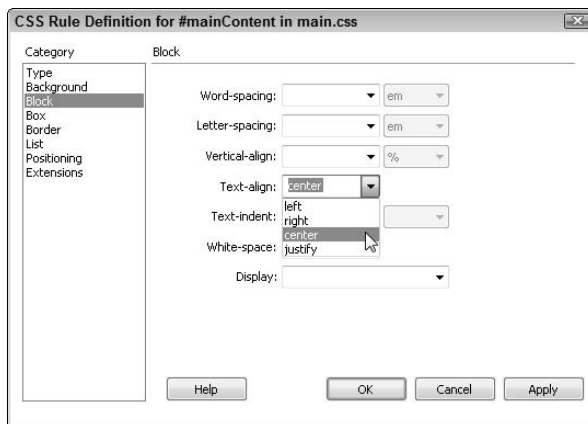 CSS Rule Definition for #mainContent in main.css
Category
Type
Background
Block
Box
Border
List
Positioning
Extensions
Block
Word-spacing: em
Letter-spacing: em
Vertical-align: %
Text-align: center
left
right
center
justify
Text-indent:
White-space:
Display:
Help OK Cancel Apply